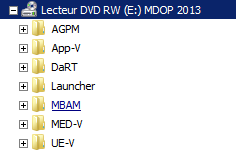 Lecteur DVD RW (E:) MDOP 2013
AGPM
App-V
DaRT
Launcher
MBAM
MED-V
UE-V